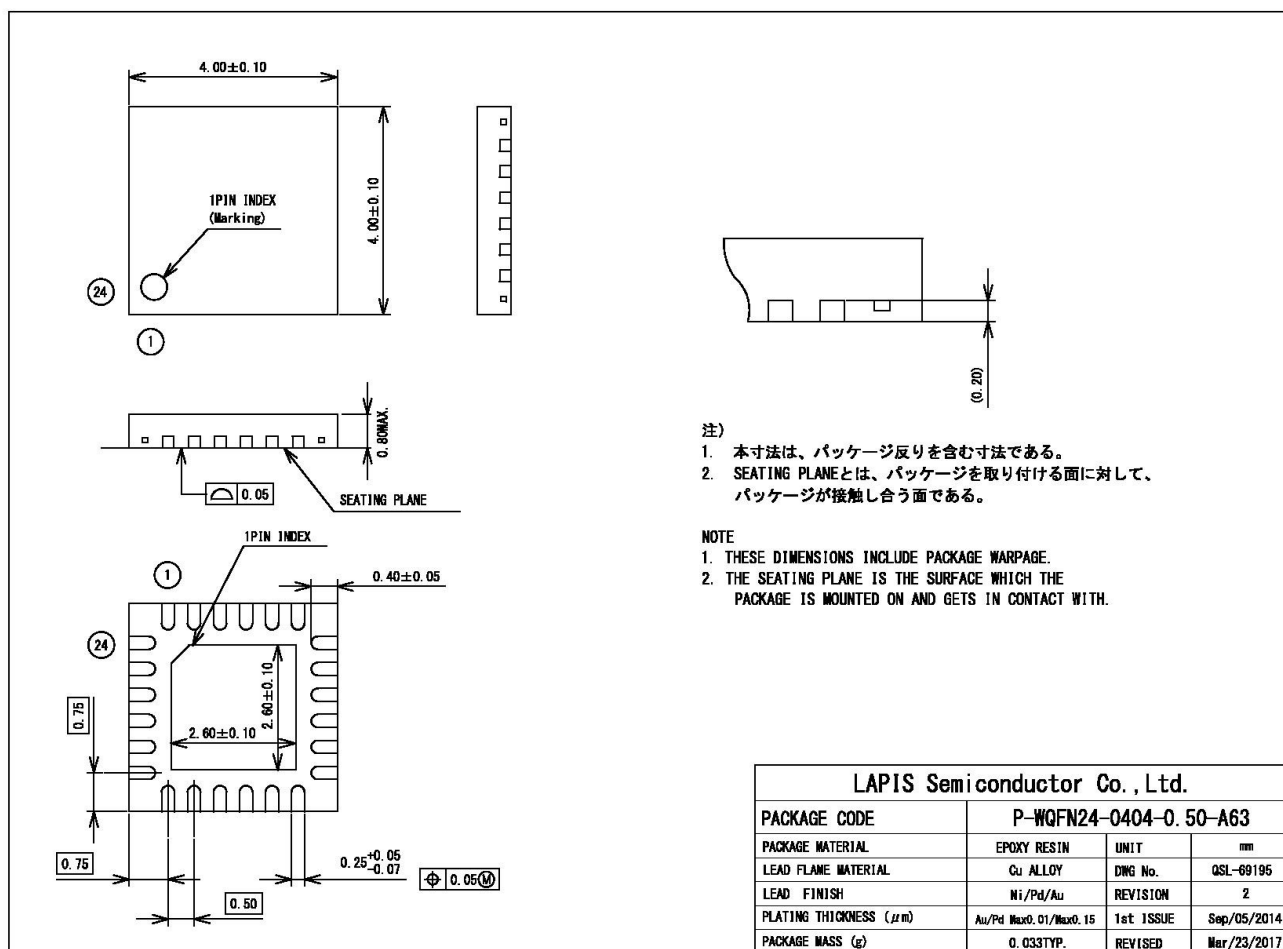 4.00±0.10
4.00±0.10
1PIN INDEX
(Marking)
24
1
0.80MAX.
⌓ 0.05
SEATING PLANE
(0.20)
注)
1. 本寸法は、パッケージ反りを含む寸法である。
2. SEATING PLANEとは、パッケージを取り付ける面に対して、
パッケージが接触し合う面である。
NOTE
1. THESE DIMENSIONS INCLUDE PACKAGE WARPAGE.
2. THE SEATING PLANE IS THE SURFACE WHICH THE
PACKAGE IS MOUNTED ON AND GETS IN CONTACT WITH.
1PIN INDEX
1
0.40±0.05
24
2.60±0.10
2.60±0.10
0.75
0.75
0.50
0.25+0.05
-0.07
⌖ 0.05Ⓜ
LAPIS Semiconductor Co.,Ltd.
PACKAGE CODE P-WQFN24-0404-0.50-A63
PACKAGE MATERIAL EPOXY RESIN UNIT mm
LEAD FLAME MATERIAL Cu ALLOY DWG No. QSL-69195
LEAD FINISH Ni/Pd/Au REVISION 2
PLATING THICKNESS (μm) Au/Pd Max0.01/Max0.15 1st ISSUE Sep/05/2014
PACKAGE MASS (g) 0.033TYP. REVISED Mar/23/2017